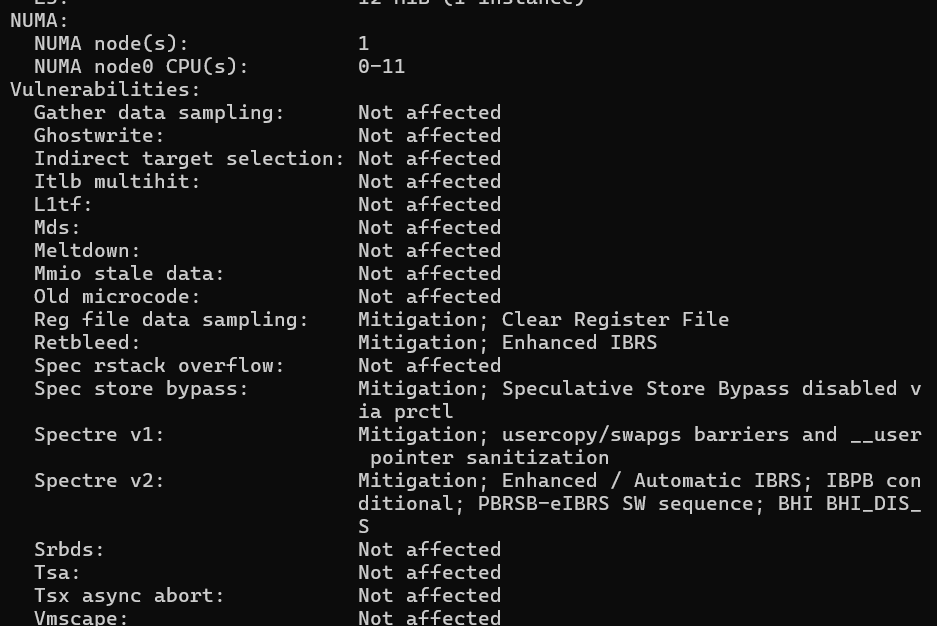 L3: 12 MiB (1 instance)
NUMA:
  NUMA node(s): 1
  NUMA node0 CPU(s): 0-11
Vulnerabilities:
  Gather data sampling: Not affected
  Ghostwrite: Not affected
  Indirect target selection: Not affected
  Itlb multihit: Not affected
  L1tf: Not affected
  Mds: Not affected
  Meltdown: Not affected
  Mmio stale data: Not affected
  Old microcode: Not affected
  Reg file data sampling: Mitigation; Clear Register File
  Retbleed: Mitigation; Enhanced IBRS
  Spec rstack overflow: Not affected
  Spec store bypass: Mitigation; Speculative Store Bypass disabled v
ia prctl
  Spectre v1: Mitigation; usercopy/swapgs barriers and __user
 pointer sanitization
  Spectre v2: Mitigation; Enhanced / Automatic IBRS; IBPB con
ditional; PBRSB-eIBRS SW sequence; BHI BHI_DIS_
S
  Srbds: Not affected
  Tsa: Not affected
  Tsx async abort: Not affected
  Vmscape: Not affected